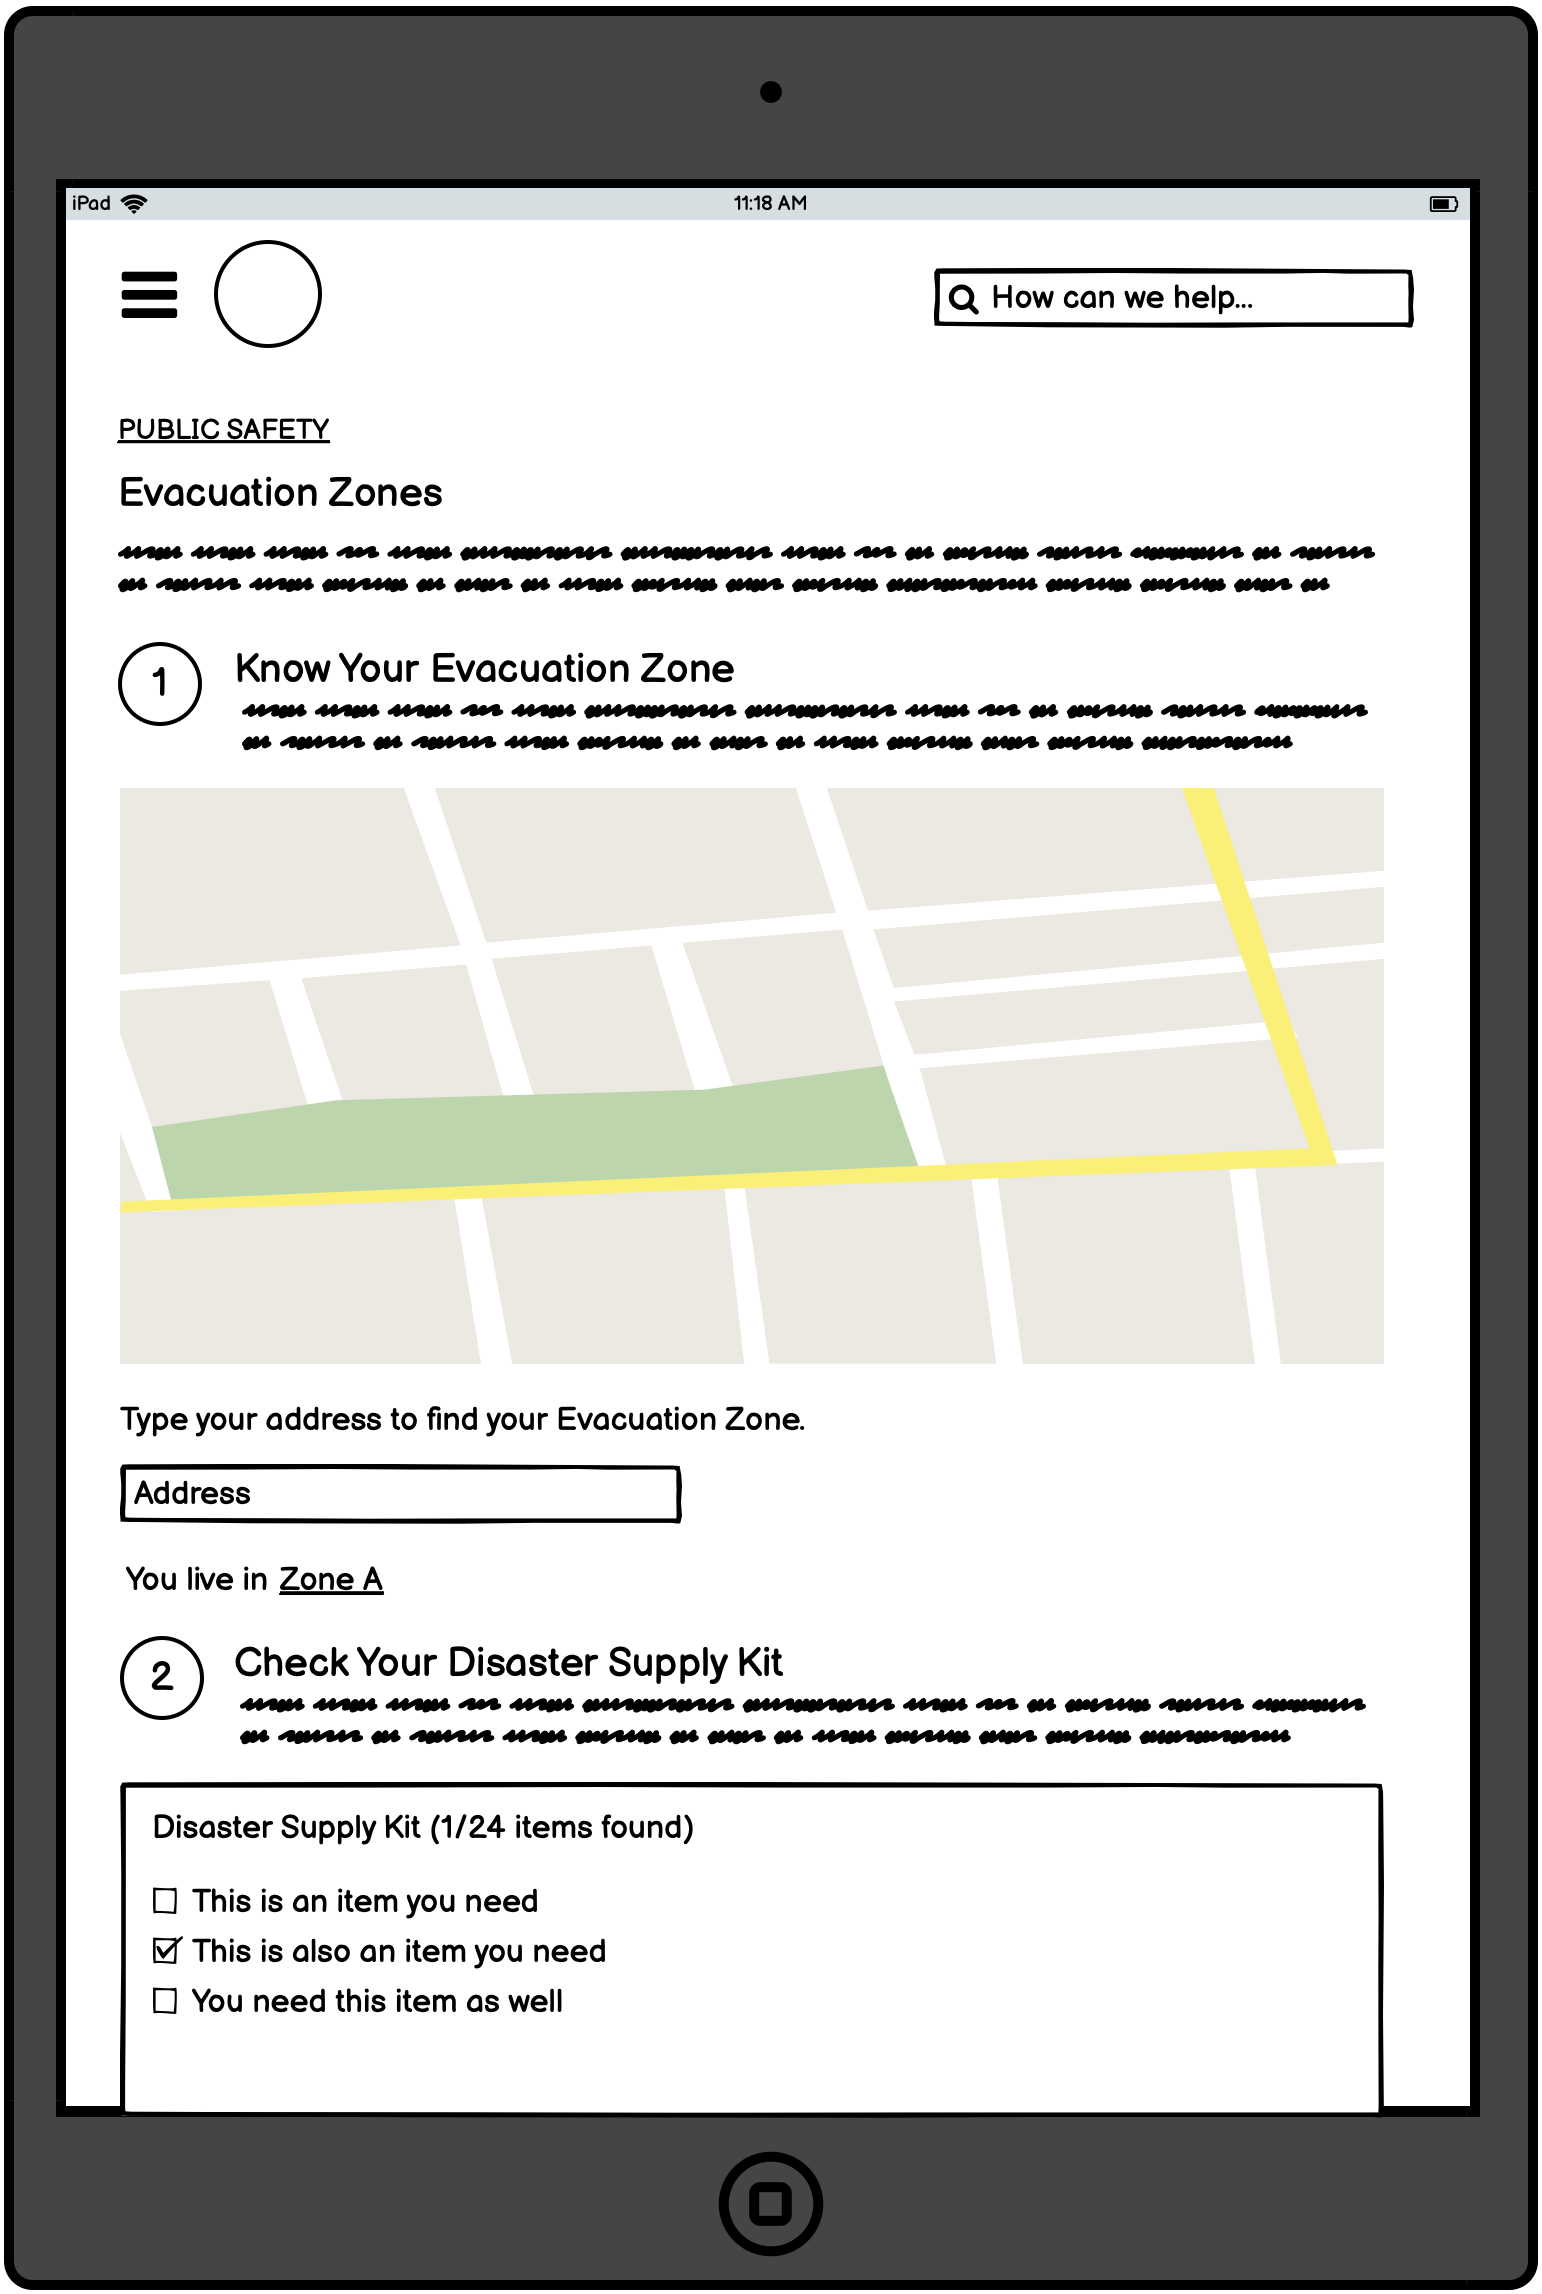 iPad 11:18 AM
How can we help...
PUBLIC SAFETY
Evacuation Zones
1 Know Your Evacuation Zone
Type your address to find your Evacuation Zone.
Address
You live in Zone A
2 Check Your Disaster Supply Kit
Disaster Supply Kit (1/24 items found)
This is an item you need
This is also an item you need
You need this item as well